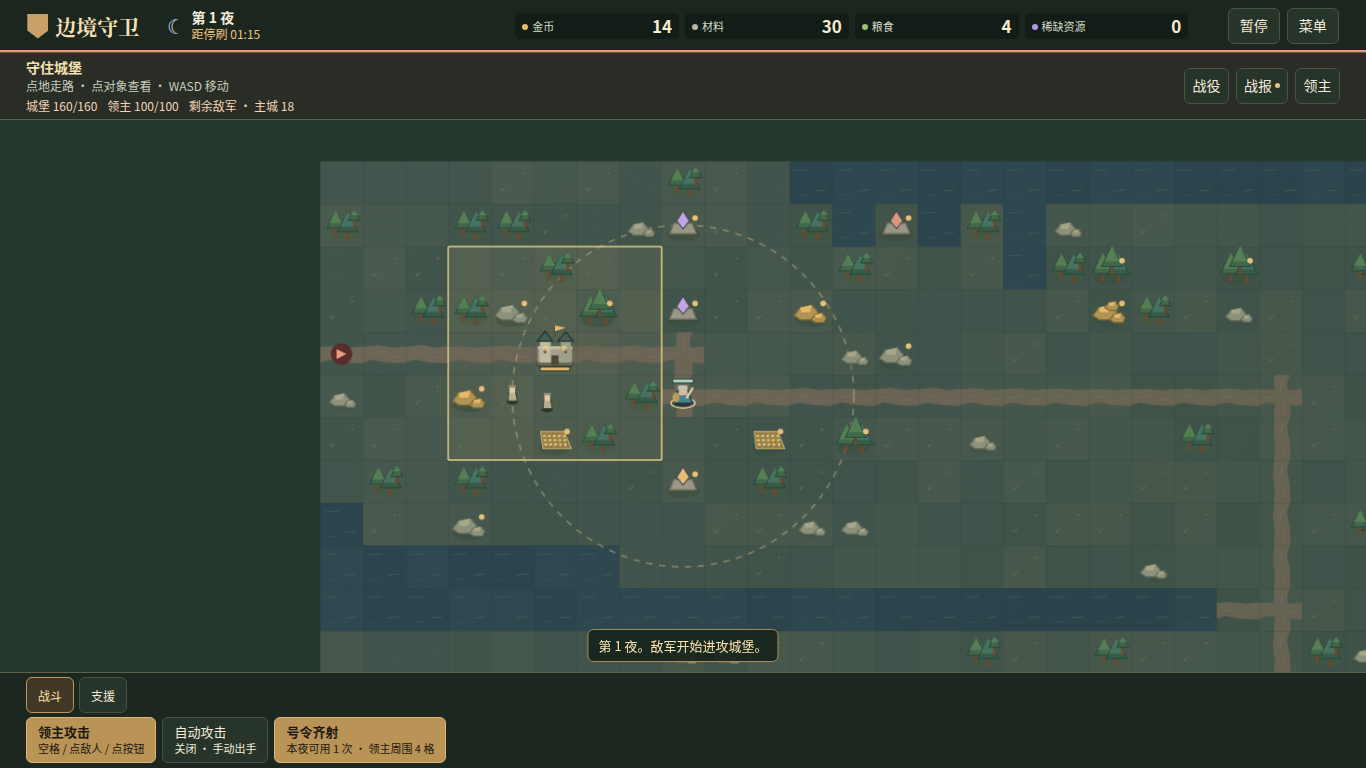 边境守卫
☾ 第 1 夜
距停刷 01:15
金币 14
材料 30
粮食 4
稀缺资源 0
暂停
菜单
守住城堡
点地走路 · 点对象查看 · WASD 移动
城堡 160/160 领主 100/100 剩余敌军 · 主城 18
战役
战报
领主
第 1 夜。敌军开始进攻城堡。
战斗
支援
领主攻击
空格 / 点敌人 / 点按钮
自动攻击
关闭 · 手动出手
号令齐射
本夜可用 1 次 · 领主周围 4 格